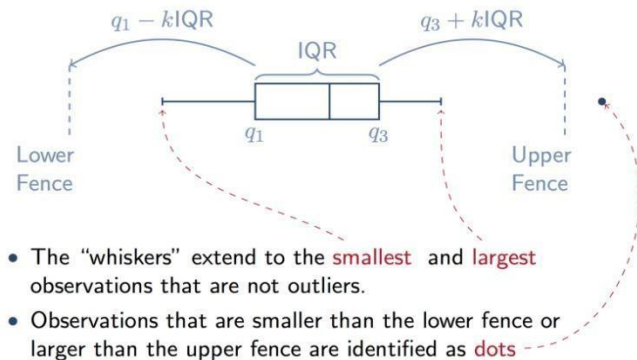 q₁ − kIQR
q₃ + kIQR
IQR
q₁
q₃
Lower
Fence
Upper
Fence
• The “whiskers” extend to the smallest and largest
observations that are not outliers.
• Observations that are smaller than the lower fence or
larger than the upper fence are identified as dots